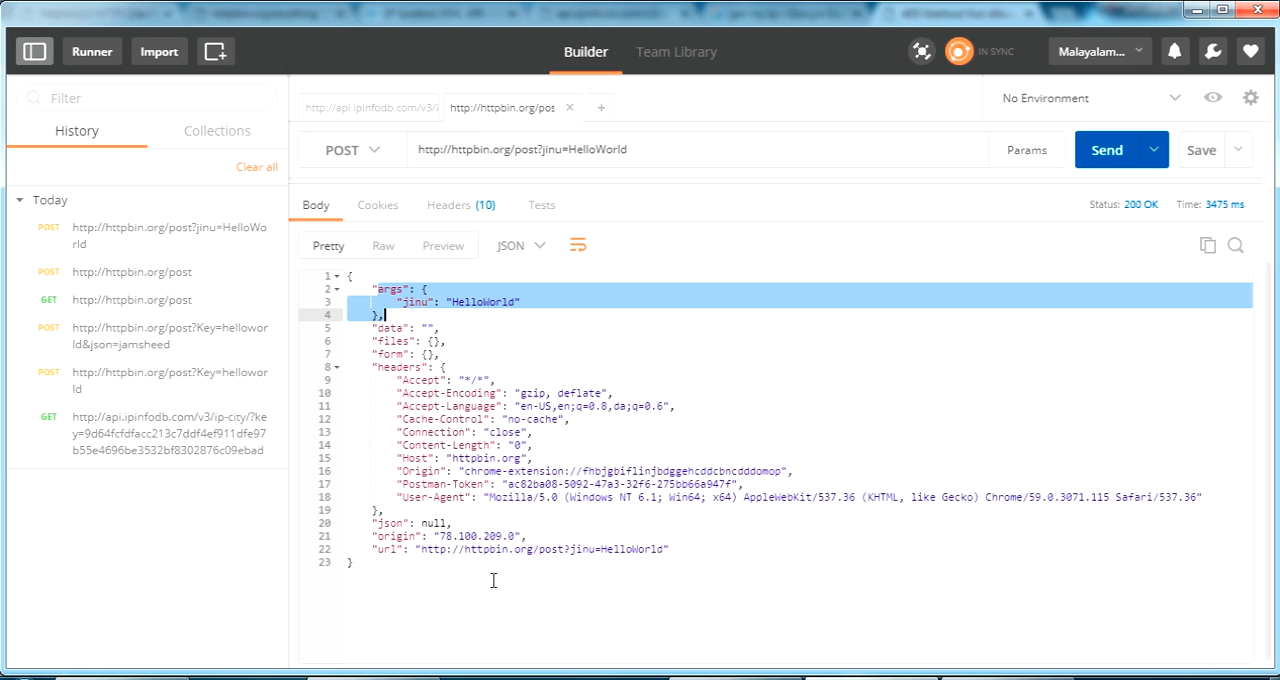 Runner
Import
Builder
Team Library
IN SYNC
Malayalam...
Filter
History
Collections
Clear all
Today
POST http://httpbin.org/post?jinu=HelloWo
rld
POST http://httpbin.org/post
GET http://httpbin.org/post
POST http://httpbin.org/post?Key=hellowor
ld&json=jamsheed
POST http://httpbin.org/post?Key=hellowor
ld
GET http://api.ipinfodb.com/v3/ip-city/?ke
y=9d64fcfdfacc213c7ddf4ef911dfe97
b55e4696be3532bf8302876c09ebad
http://api.ipinfodb.com/v3/i
http://httpbin.org/pos
No Environment
POST
http://httpbin.org/post?jinu=HelloWorld
Params
Send
Save
Body
Cookies
Headers (10)
Tests
Status: 200 OK
Time: 3475 ms
Pretty
Raw
Preview
JSON
1 {
2 "args": {
3 "jinu": "HelloWorld"
4 },
5 "data": "",
6 "files": {},
7 "form": {},
8 "headers": {
9 "Accept": "*/*",
10 "Accept-Encoding": "gzip, deflate",
11 "Accept-Language": "en-US,en;q=0.8,da;q=0.6",
12 "Cache-Control": "no-cache",
13 "Connection": "close",
14 "Content-Length": "0",
15 "Host": "httpbin.org",
16 "Origin": "chrome-extension://fhbjgbiflinjbdggehcddcbncdddomop",
17 "Postman-Token": "ac82ba08-5092-47a3-32f6-275bb66a947f",
18 "User-Agent": "Mozilla/5.0 (Windows NT 6.1; Win64; x64) AppleWebKit/537.36 (KHTML, like Gecko) Chrome/59.0.3071.115 Safari/537.36"
19 },
20 "json": null,
21 "origin": "78.100.209.0",
22 "url": "http://httpbin.org/post?jinu=HelloWorld"
23 }